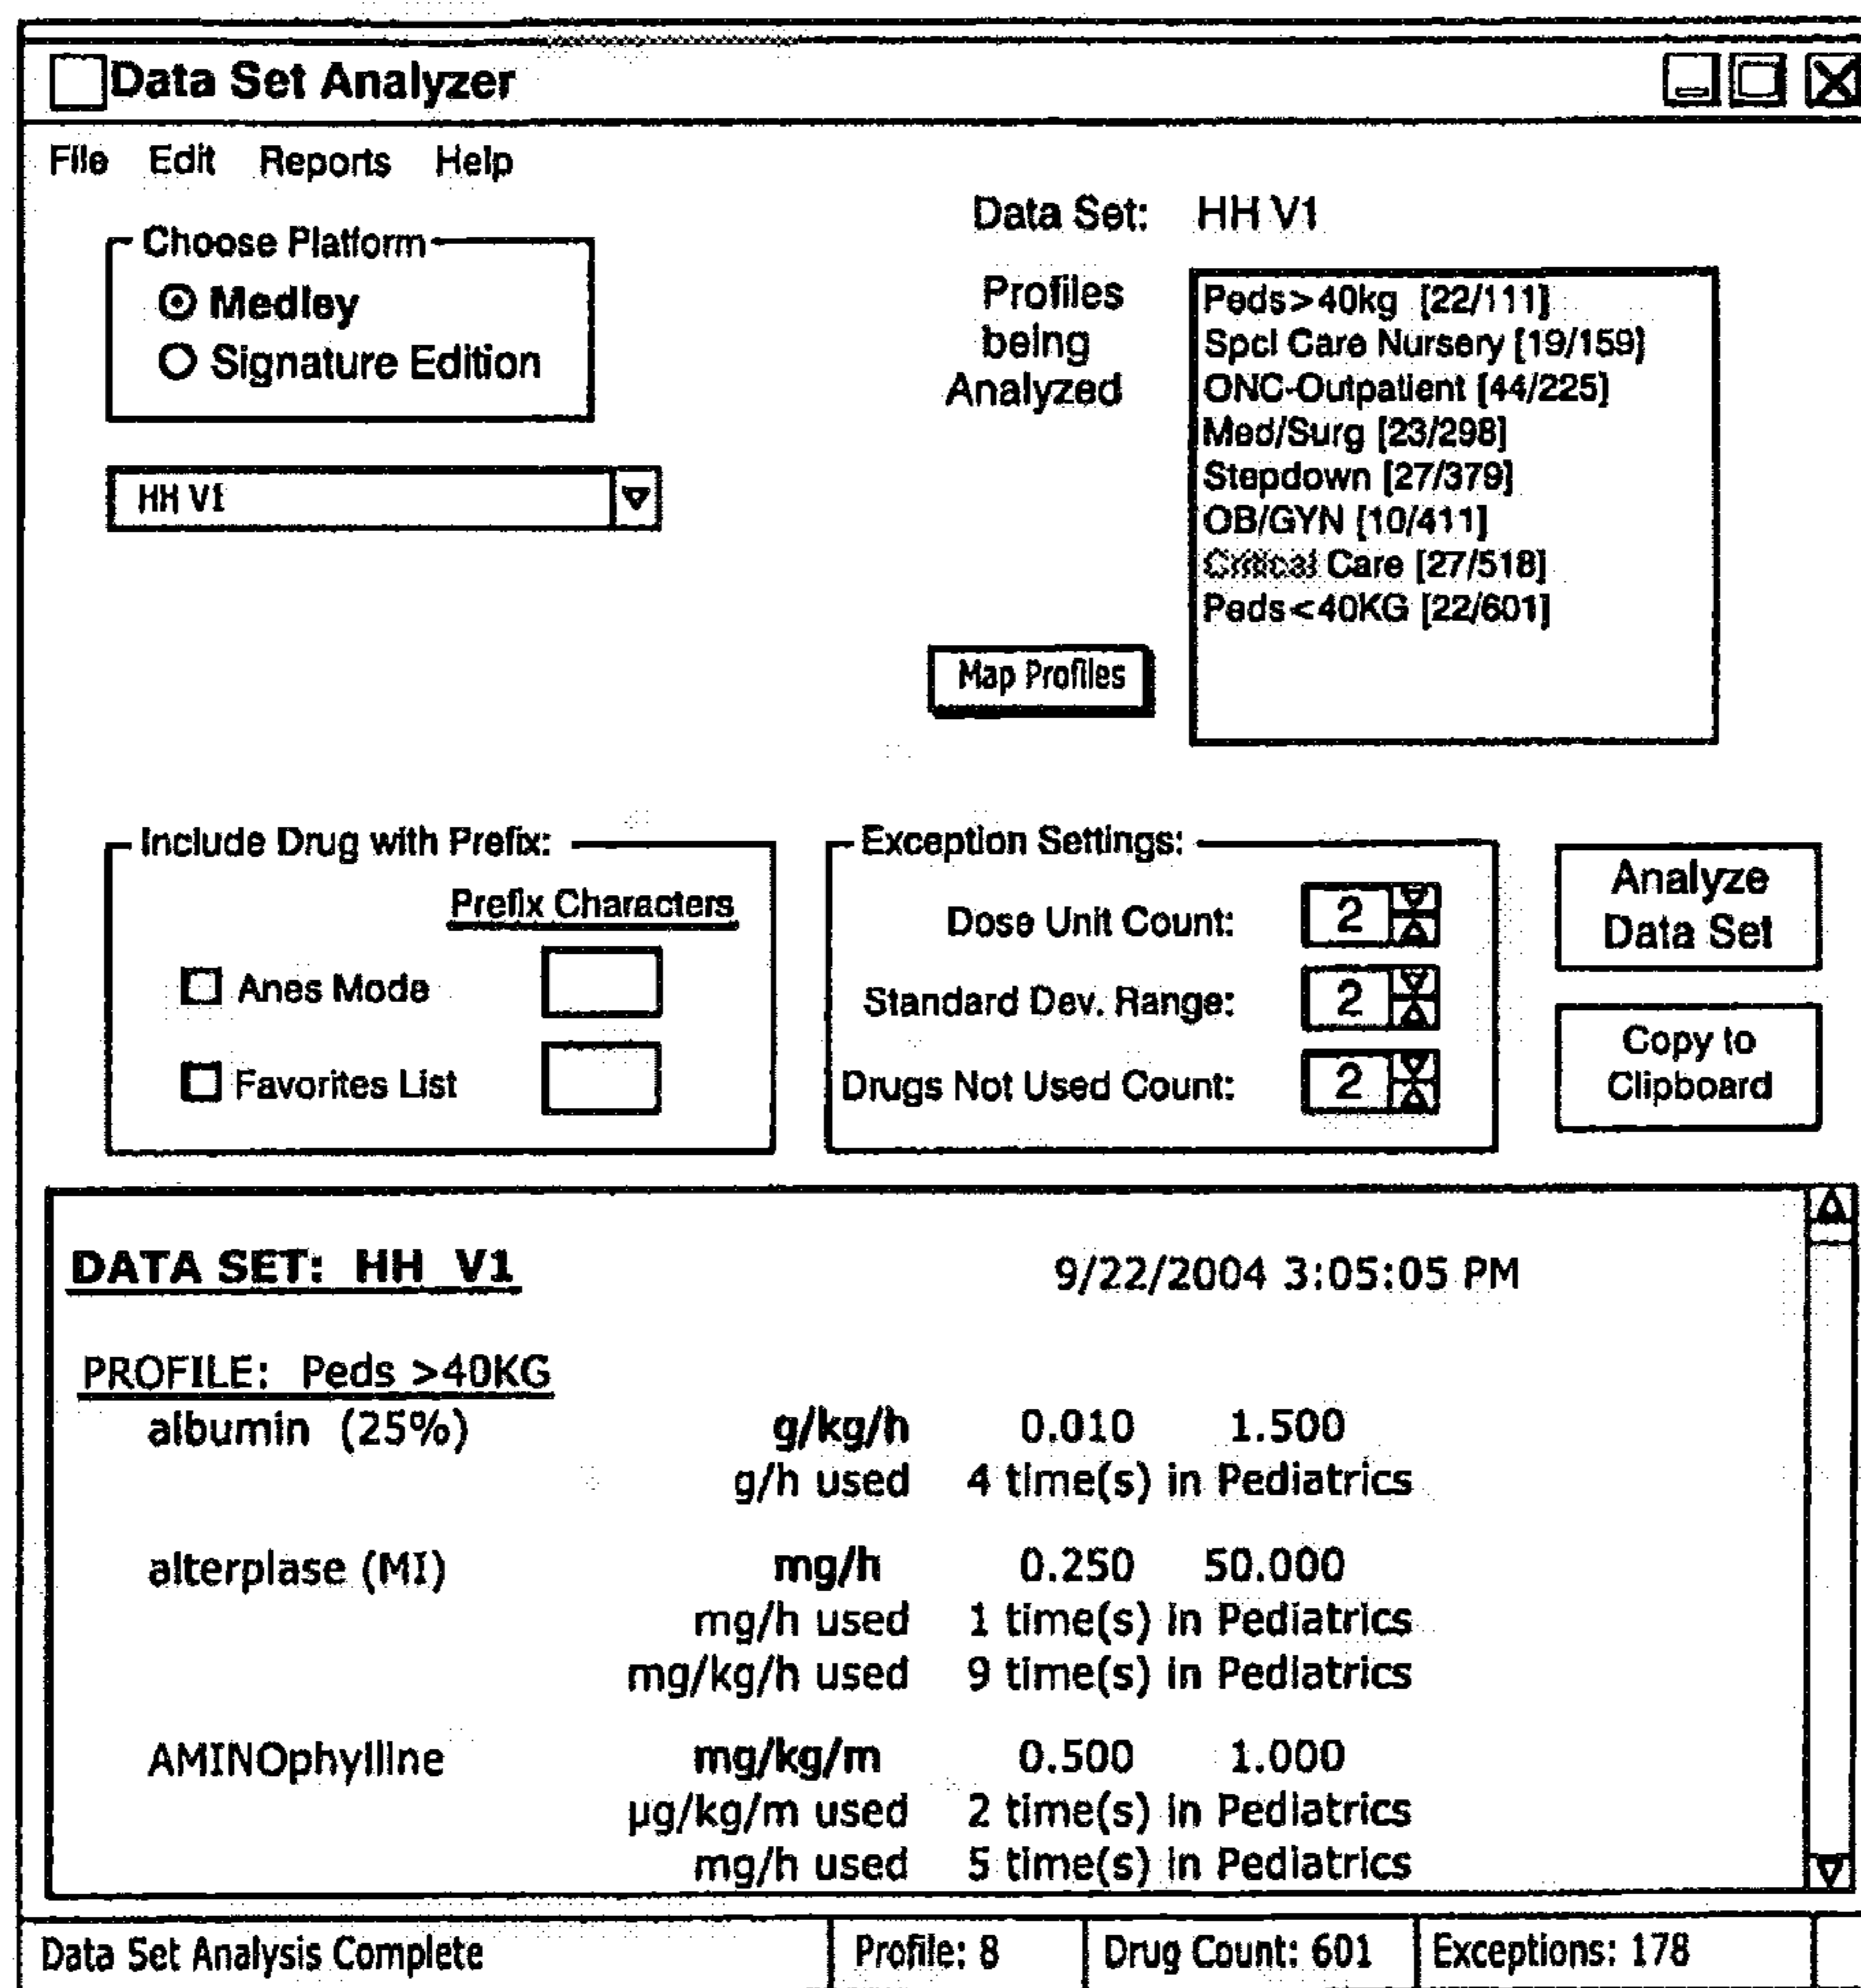 Data Set Analyzer
File Edit Reports Help
Choose Platform
Medley
Signature Edition
HH V1
Data Set: HH V1
Profiles
being
Analyzed
Peds>40kg [22/111]
Spcl Care Nursery [19/159]
ONC-Outpatient [44/225]
Med/Surg [23/298]
Stepdown [27/379]
OB/GYN [10/411]
Critical Care [27/518]
Peds<40KG [22/601]
Map Profiles
Include Drug with Prefix:
Prefix Characters
Anes Mode
Favorites List
Exception Settings:
Dose Unit Count: 2
Standard Dev. Range: 2
Drugs Not Used Count: 2
Analyze
Data Set
Copy to
Clipboard
DATA SET: HH_V1 9/22/2004 3:05:05 PM
PROFILE: Peds >40KG
albumin (25%) g/kg/h 0.010 1.500
g/h used 4 time(s) in Pediatrics
alterplase (MI) mg/h 0.250 50.000
mg/h used 1 time(s) in Pediatrics
mg/kg/h used 9 time(s) in Pediatrics
AMINOphylline mg/kg/m 0.500 1.000
µg/kg/m used 2 time(s) in Pediatrics
mg/h used 5 time(s) in Pediatrics
Data Set Analysis Complete Profile: 8 Drug Count: 601 Exceptions: 178